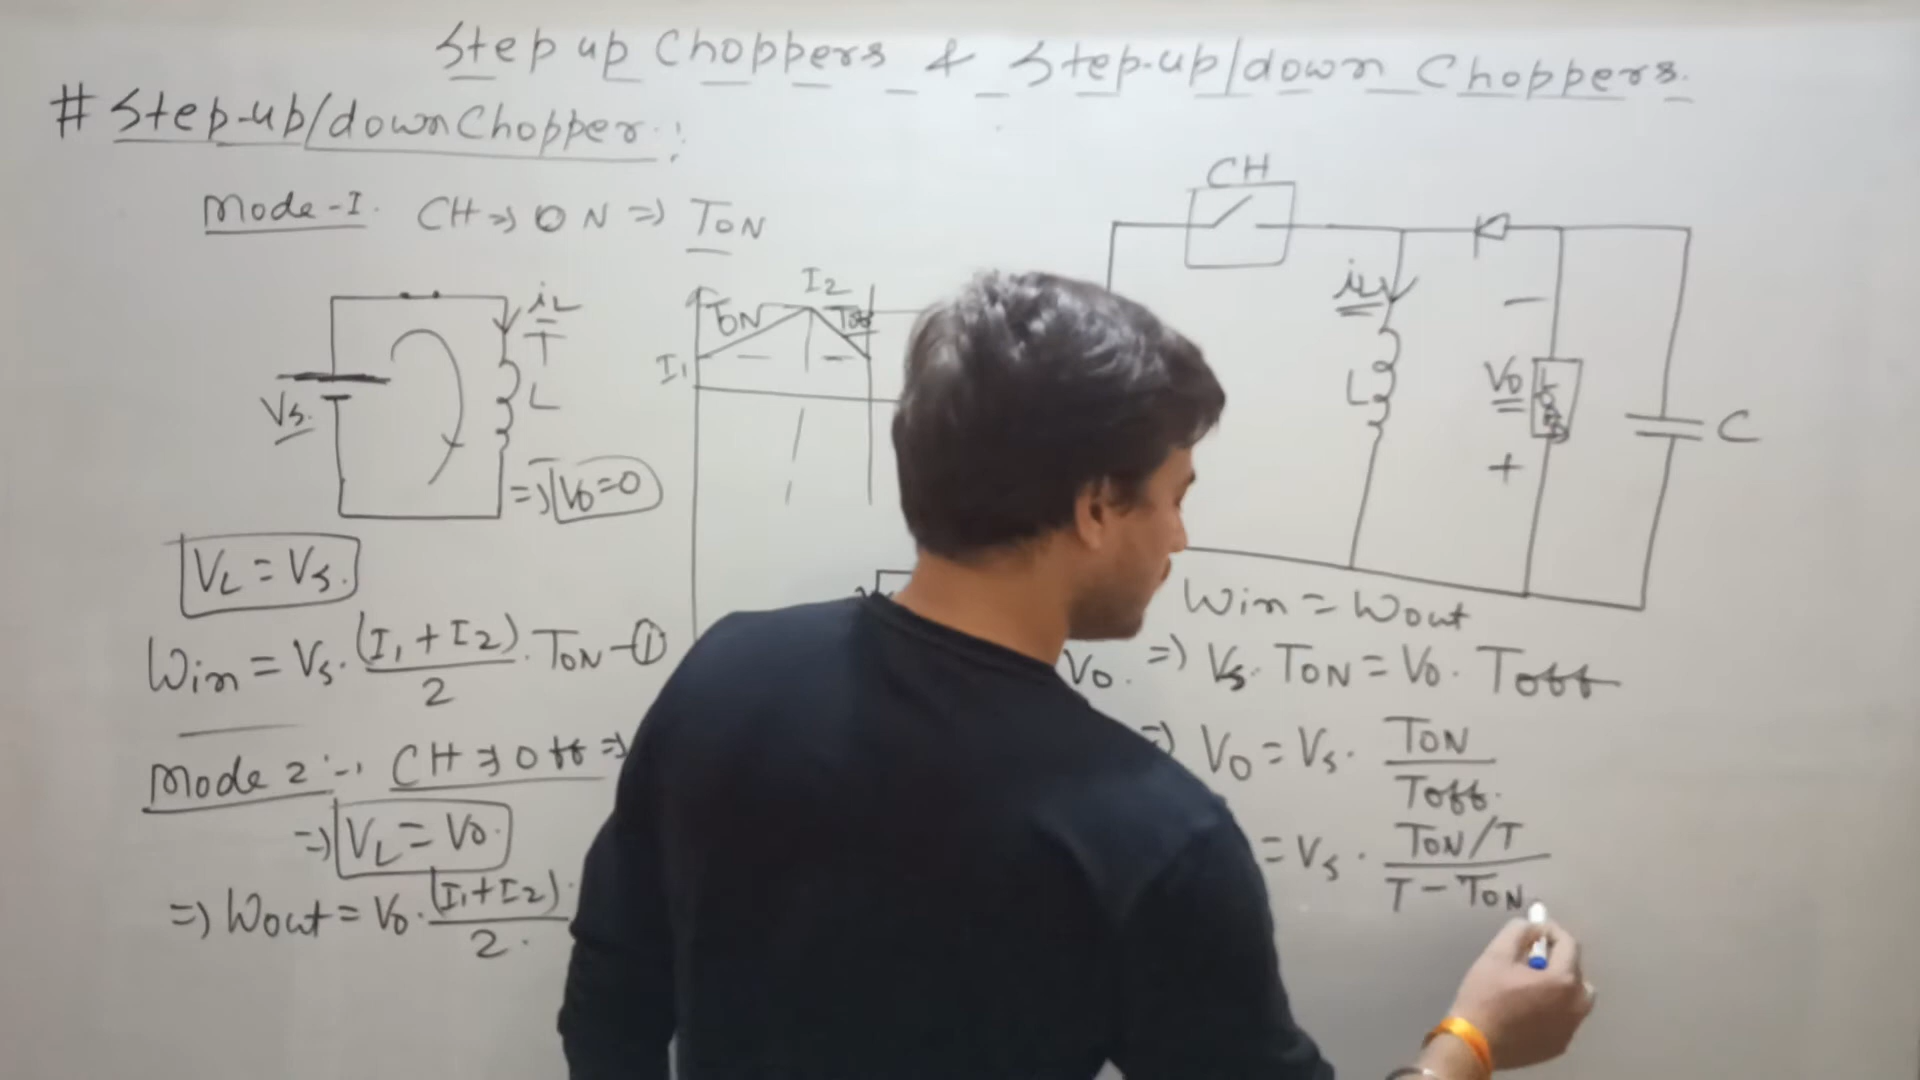 Step up Choppers & Step-up/down Choppers.
# Step-up/down Chopper :
Mode-I. CH ⇒ ON ⇒ TON
Vs.
iL
L
⇒ V0=0
I1
TON
I2
Toff
CH
iL
L
−
V0
+
LOAD
C
VL = Vs.
Win = Vs. (I1+I2)/2 . TON -①
Mode 2 :- CH ⇒ Off ⇒
⇒ VL = V0.
⇒ Wout = V0. (I1+I2)/2.
Win = Wout
V0. ⇒ Vs. TON = V0. Toff
⇒ V0 = Vs. TON/Toff.
= Vs. (TON/T)/(T − TON